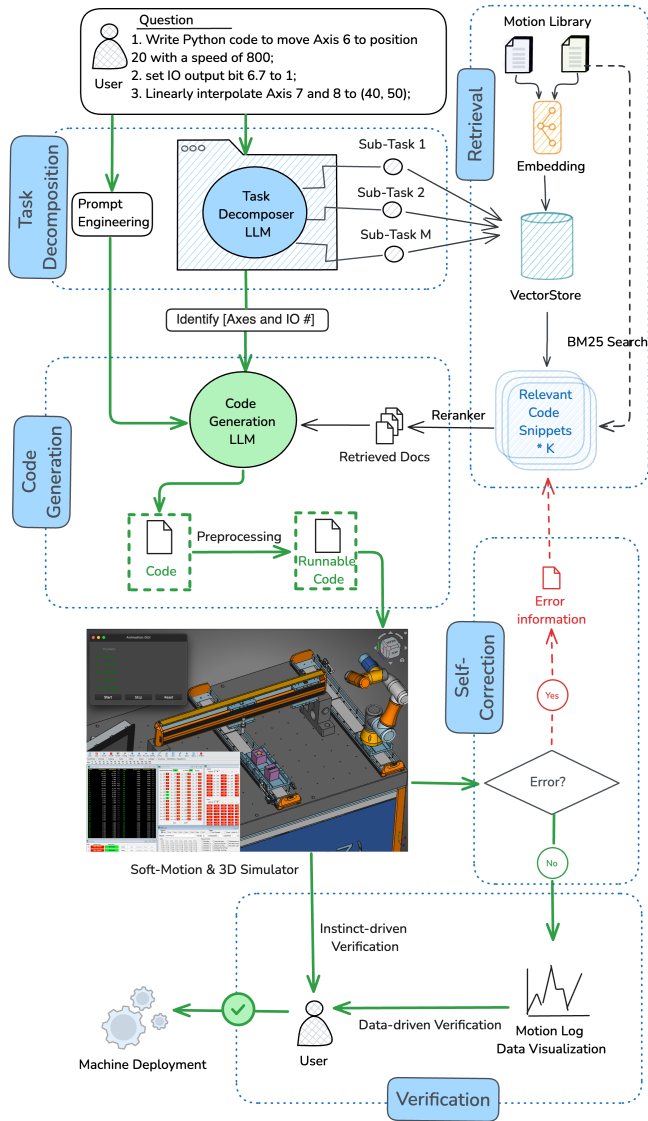 Question
1. Write Python code to move Axis 6 to position
20 with a speed of 800;
2. set IO output bit 6.7 to 1;
3. Linearly interpolate Axis 7 and 8 to (40, 50);
User
Motion Library
Retrieval
Embedding
VectorStore
BM25 Search
Relevant
Code
Snippets
* K
Task
Decomposition
Prompt
Engineering
Task
Decomposer
LLM
Sub-Task 1
Sub-Task 2
Sub-Task M
Identify [Axes and IO #]
Code
Generation
Code
Generation
LLM
Reranker
Retrieved Docs
Code
Preprocessing
Runnable
Code
Self-
Correction
Error
information
Yes
Error?
No
Start
Stop
Reset
Soft-Motion & 3D Simulator
Instinct-driven
Verification
Data-driven Verification
Motion Log
Data Visualization
User
Machine Deployment
Verification